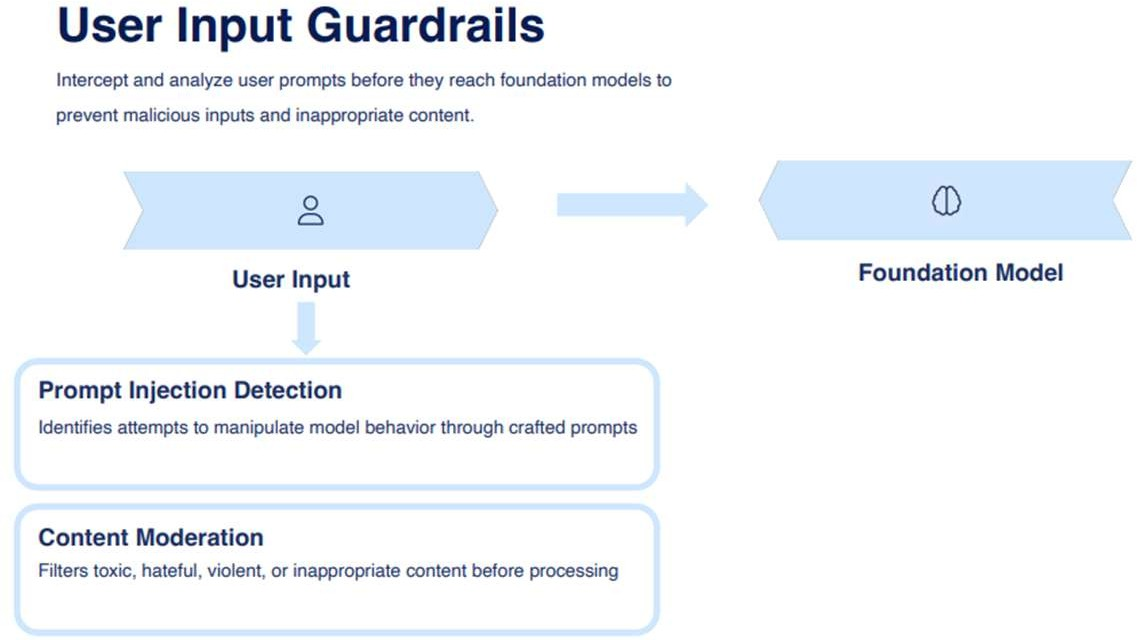 User Input Guardrails
Intercept and analyze user prompts before they reach foundation models to
prevent malicious inputs and inappropriate content.
User Input
Foundation Model
Prompt Injection Detection
Identifies attempts to manipulate model behavior through crafted prompts
Content Moderation
Filters toxic, hateful, violent, or inappropriate content before processing